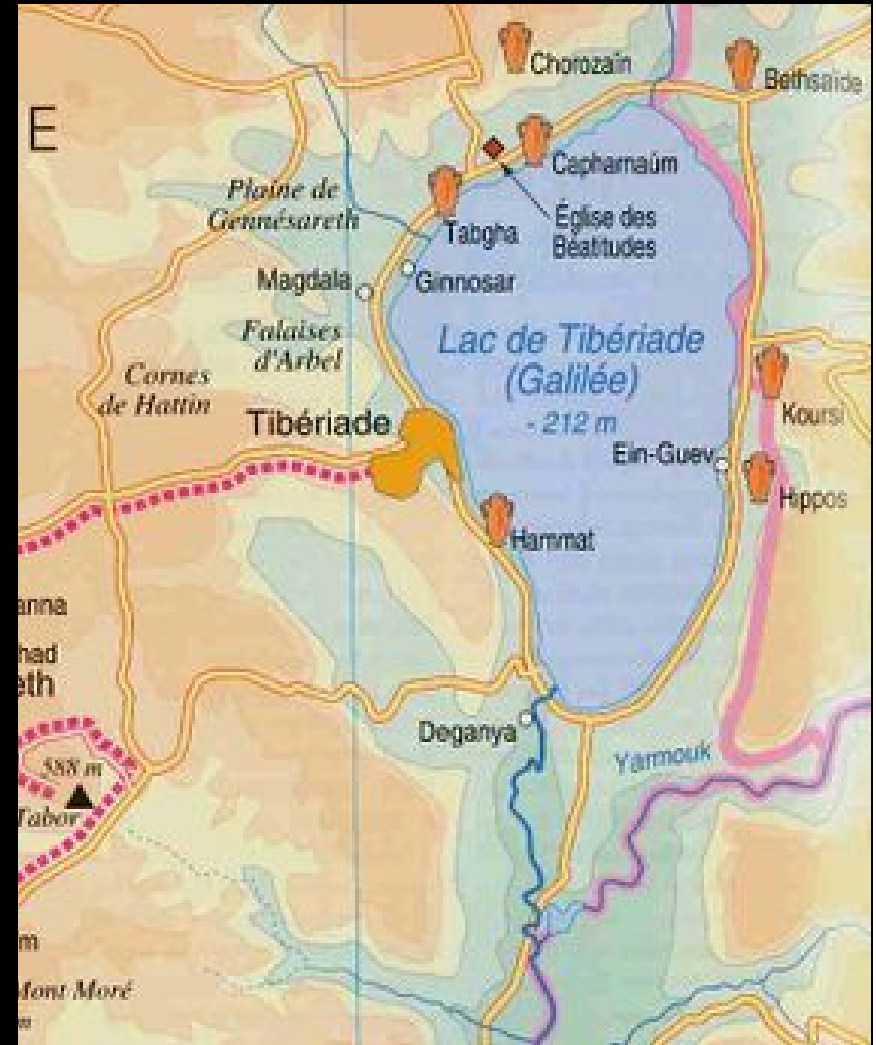 Chorozaïn
Bethsaïde
E
Capharnaüm
Plaine de
Gennésareth
Église des
Béatitudes
Tabgha
Magdala
Ginnosar
Falaises
d'Arbel
Lac de Tibériade
(Galilée)
- 212 m
Cornes
de Hattin
Tibériade
Koursi
Ein-Guev
Hippos
Hammat
anna
had
eth
Deganya
Yarmouk
588 m
Tabor
m
Mont Moré
m